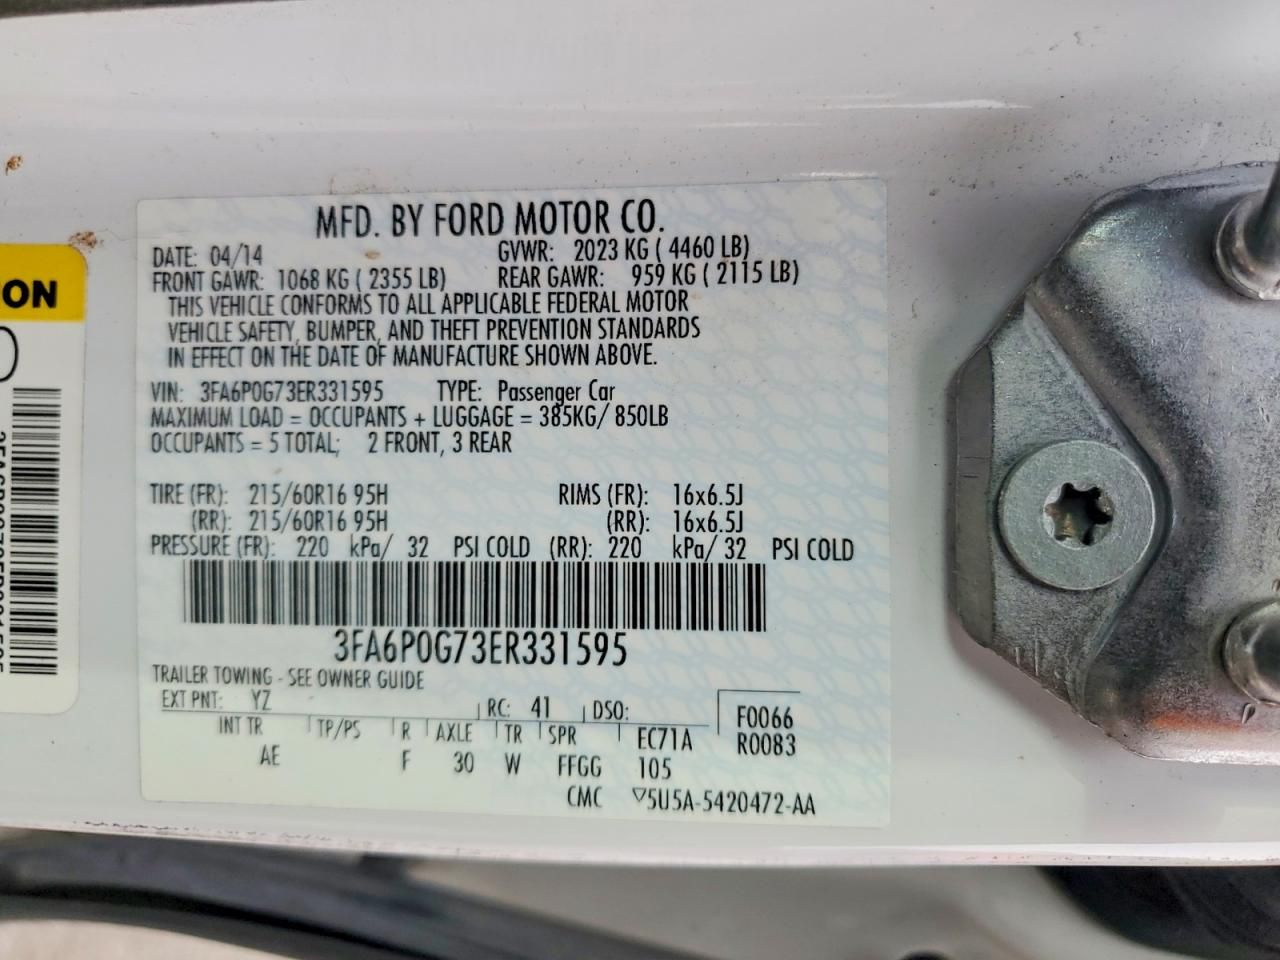 MFD. BY FORD MOTOR CO.
DATE: 04/14 GVWR: 2023 KG ( 4460 LB)
FRONT GAWR: 1068 KG ( 2355 LB) REAR GAWR: 959 KG ( 2115 LB)
THIS VEHICLE CONFORMS TO ALL APPLICABLE FEDERAL MOTOR
VEHICLE SAFETY, BUMPER, AND THEFT PREVENTION STANDARDS
IN EFFECT ON THE DATE OF MANUFACTURE SHOWN ABOVE.
VIN: 3FA6P0G73ER331595 TYPE: Passenger Car
MAXIMUM LOAD = OCCUPANTS + LUGGAGE = 385KG/ 850LB
OCCUPANTS = 5 TOTAL; 2 FRONT, 3 REAR
TIRE (FR): 215/60R16 95H RIMS (FR): 16x6.5J
(RR): 215/60R16 95H (RR): 16x6.5J
PRESSURE (FR): 220 kPa/ 32 PSI COLD (RR): 220 kPa/ 32 PSI COLD
3FA6P0G73ER331595
TRAILER TOWING - SEE OWNER GUIDE
EXT PNT: YZ RC: 41 DSO: F0066
INT TR TP/PS R AXLE TR SPR EC71A R0083
AE F 30 W FFGG 105
CMC ▽5U5A-5420472-AA
ION